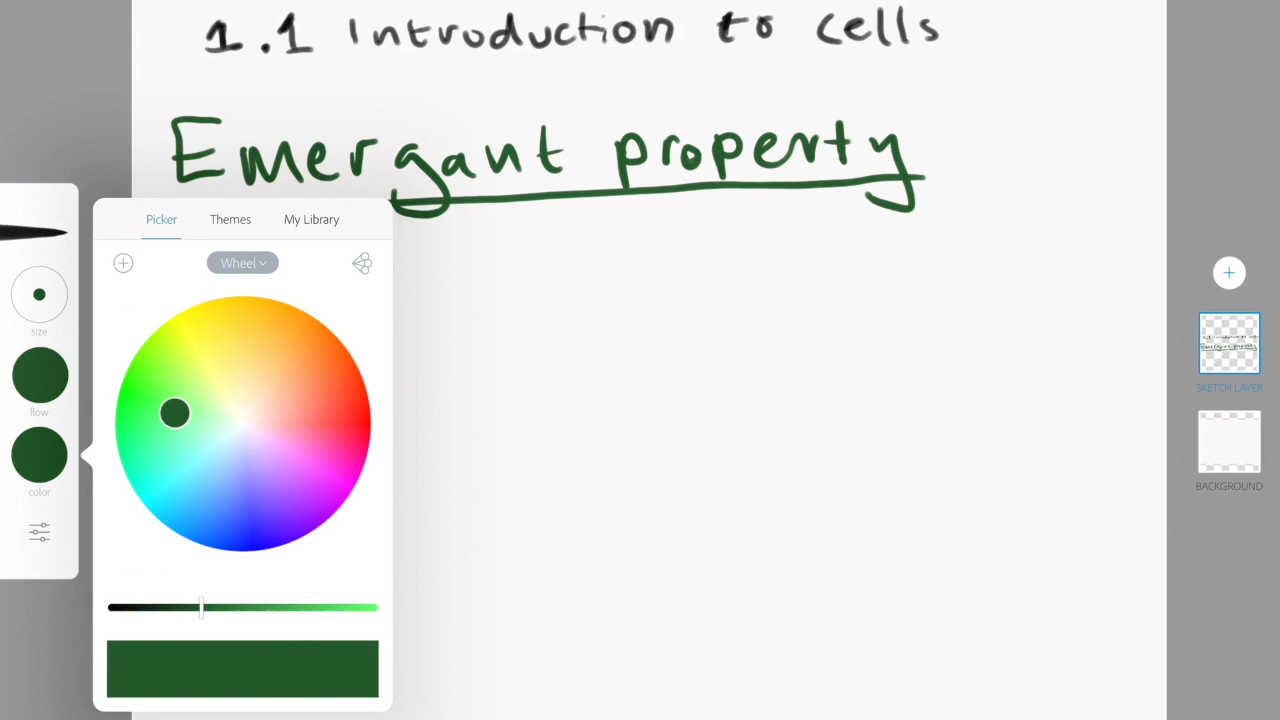 1.1 Introduction to cells
Emergant property
Picker Themes My Library
Wheel
size
flow
color
SKETCH LAYER
BACKGROUND